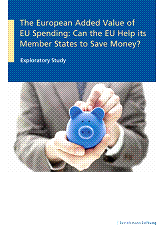 The European Added Value of
EU Spending: Can the EU Help its
Member States to Save Money?
Exploratory Study
BertelsmannStiftung